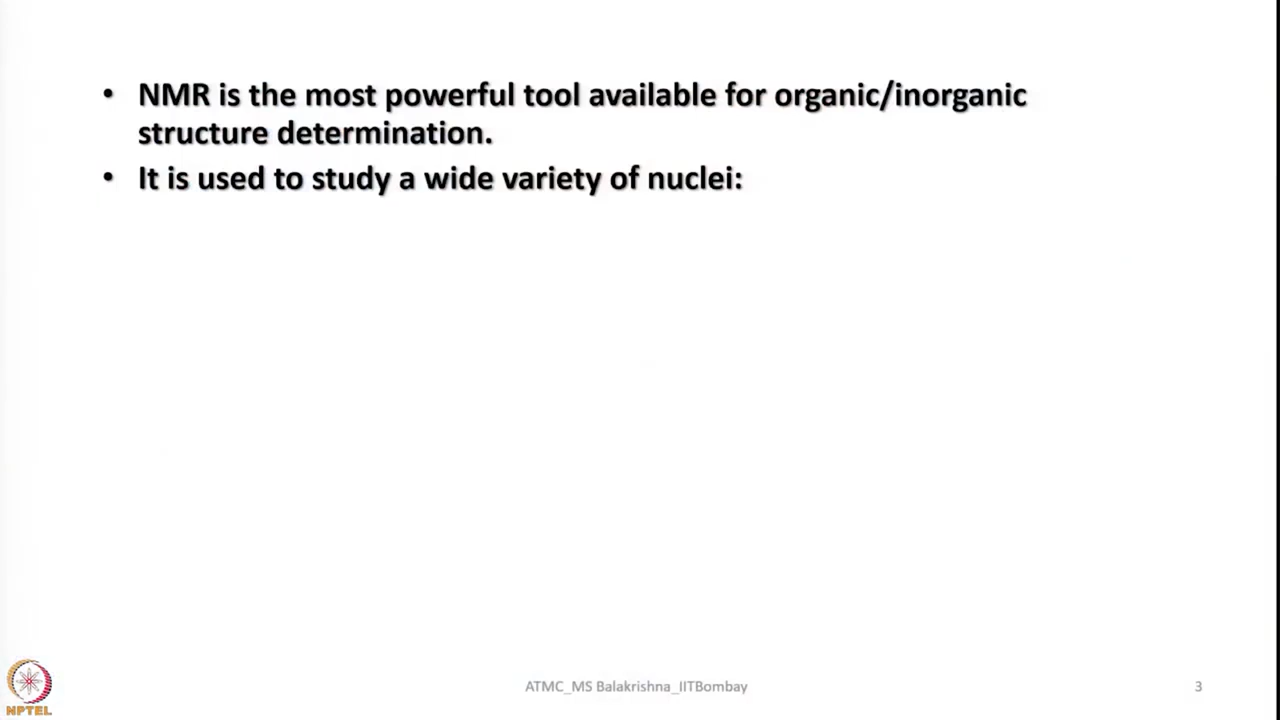 • NMR is the most powerful tool available for organic/inorganic
structure determination.
• It is used to study a wide variety of nuclei:
NPTEL
ATMC_MS Balakrishna_IITBombay
3